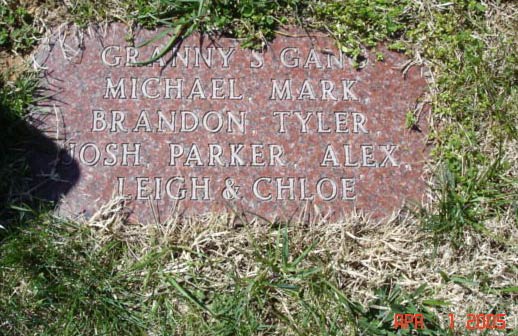 GRANNY'S GANG
MICHAEL, MARK
BRANDON, TYLER
JOSH, PARKER, ALEX,
LEIGH & CHLOE
APR 1 2005